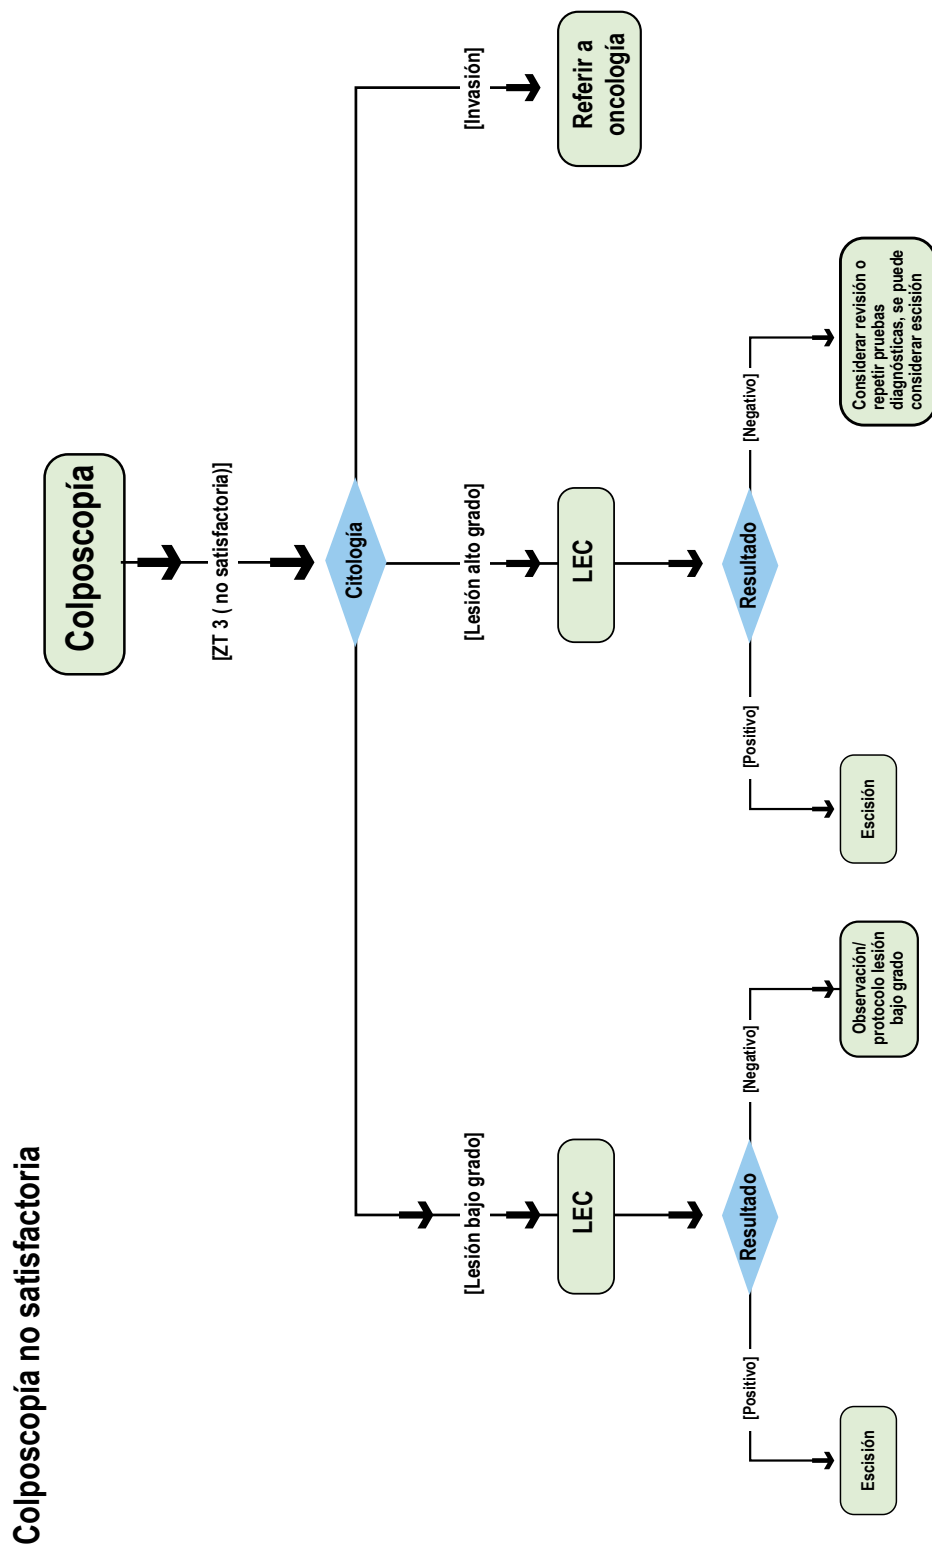 Colposcopía no satisfactoria
Colposcopía
[ZT 3 ( no satisfactoria)]
Citología
[Lesión bajo grado]
[Lesión alto grado]
[Invasión]
LEC
LEC
Referir a
oncología
Resultado
Resultado
[Positivo]
[Negativo]
[Positivo]
[Negativo]
Escisión
Observación/
protocolo lesión
bajo grado
Escisión
Considerar revisión o
repetir pruebas
diagnósticas, se puede
considerar escisión